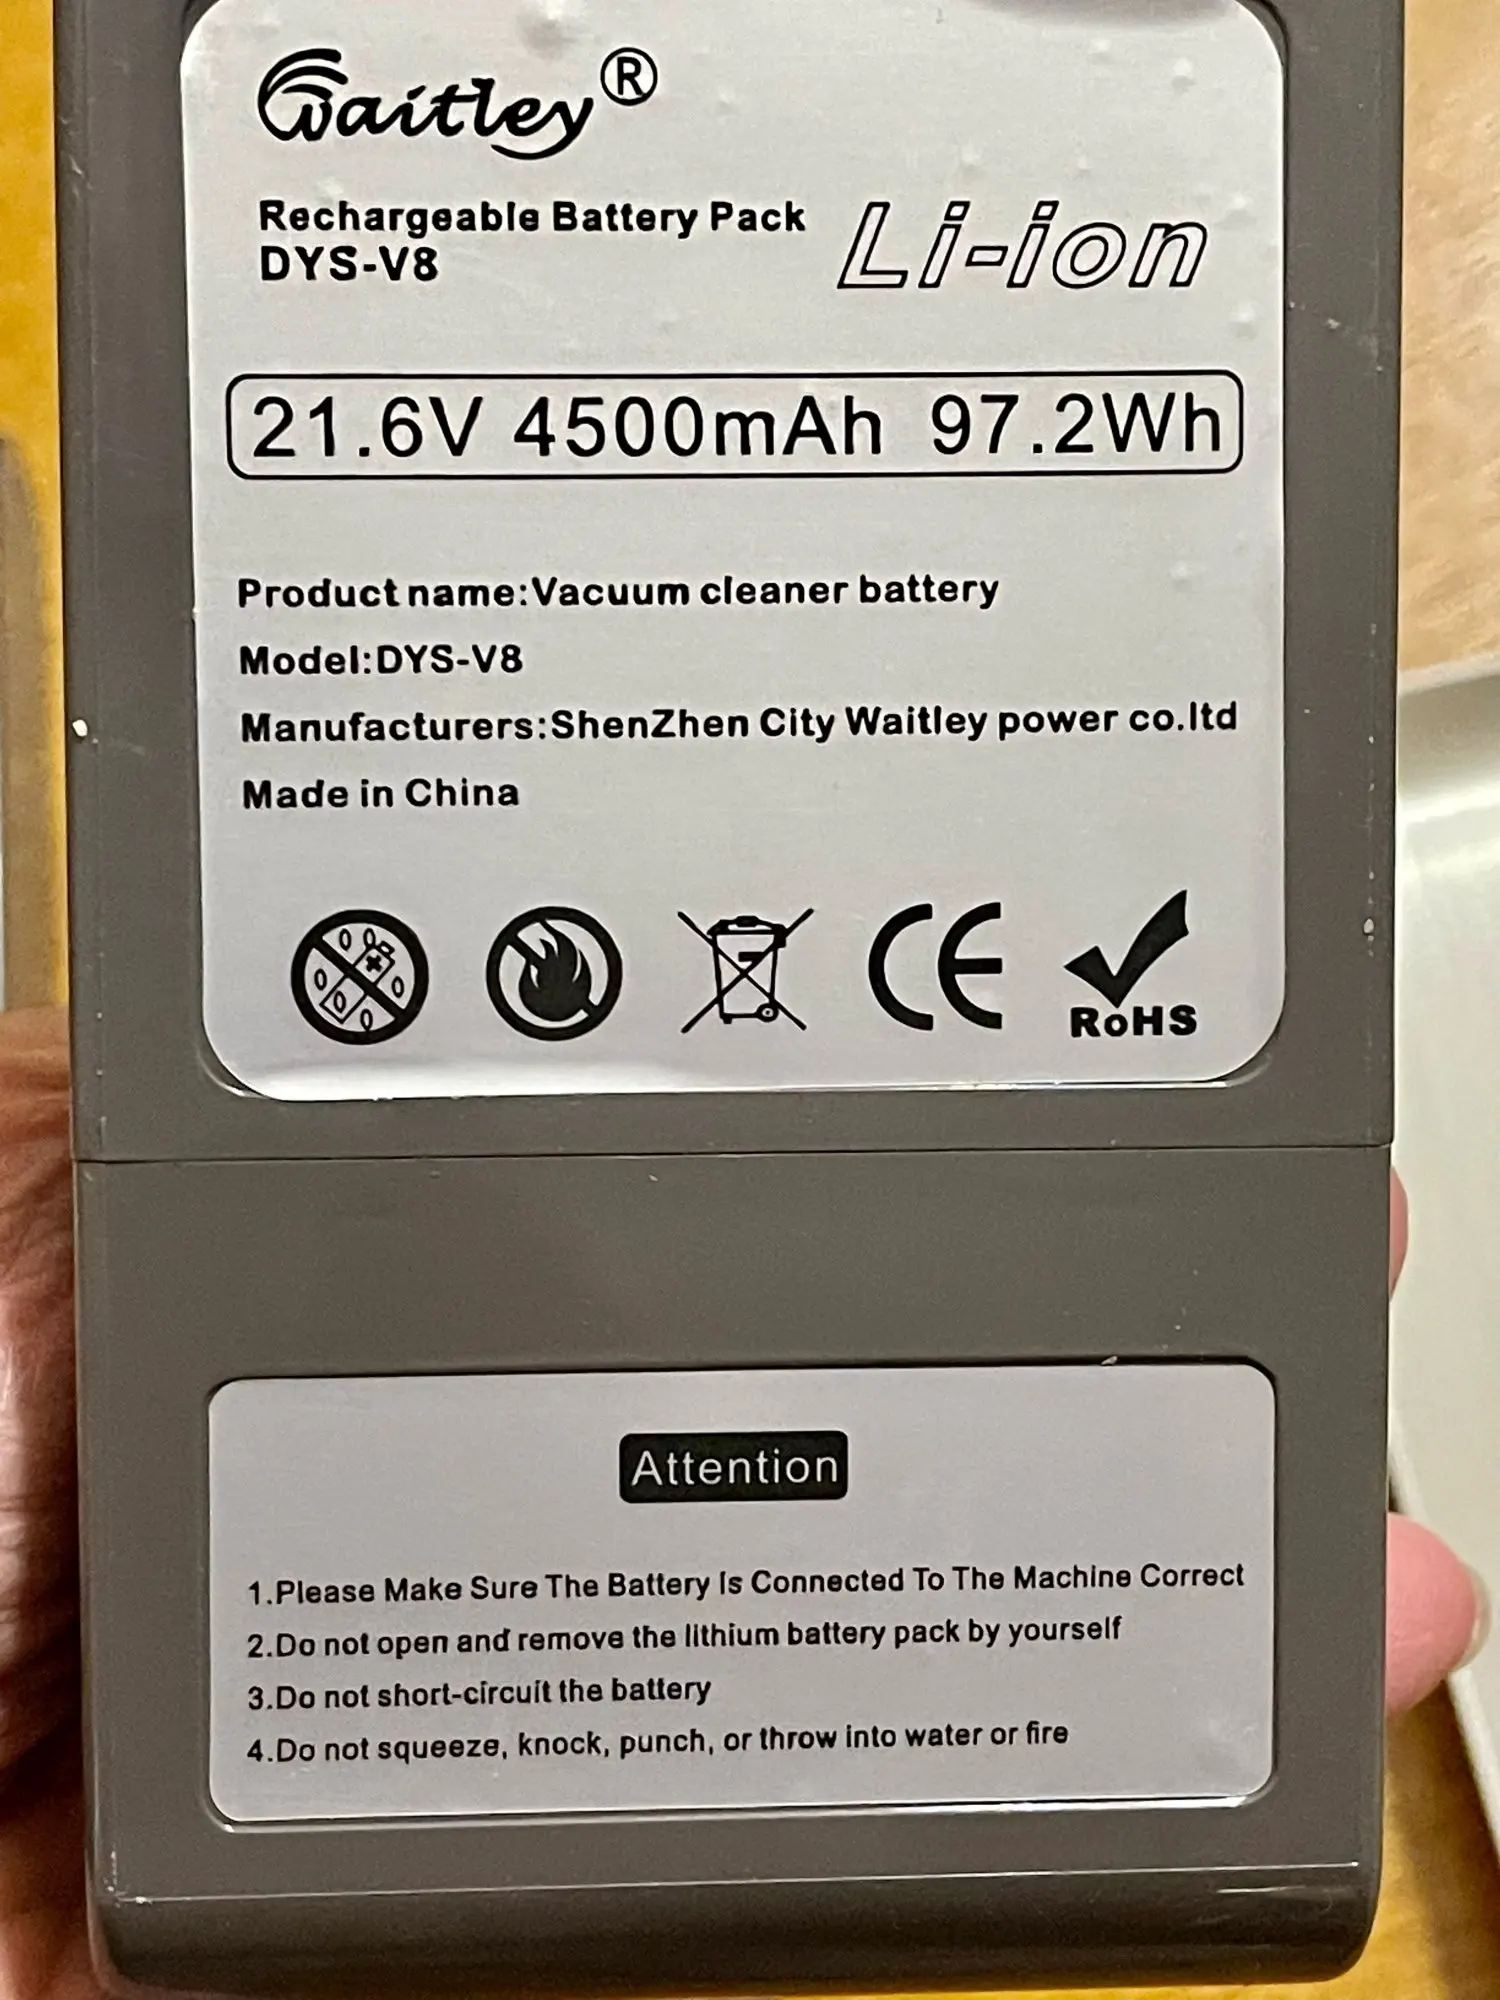 Waitley®
Rechargeable Battery Pack
DYS-V8
Li-ion
21.6V 4500mAh 97.2Wh
Product name:Vacuum cleaner battery
Model:DYS-V8
Manufacturers:ShenZhen City Waitley power co.ltd
Made in China
CE
RoHS
Attention
1.Please Make Sure The Battery Is Connected To The Machine Correct
2.Do not open and remove the lithium battery pack by yourself
3.Do not short-circuit the battery
4.Do not squeeze, knock, punch, or throw into water or fire